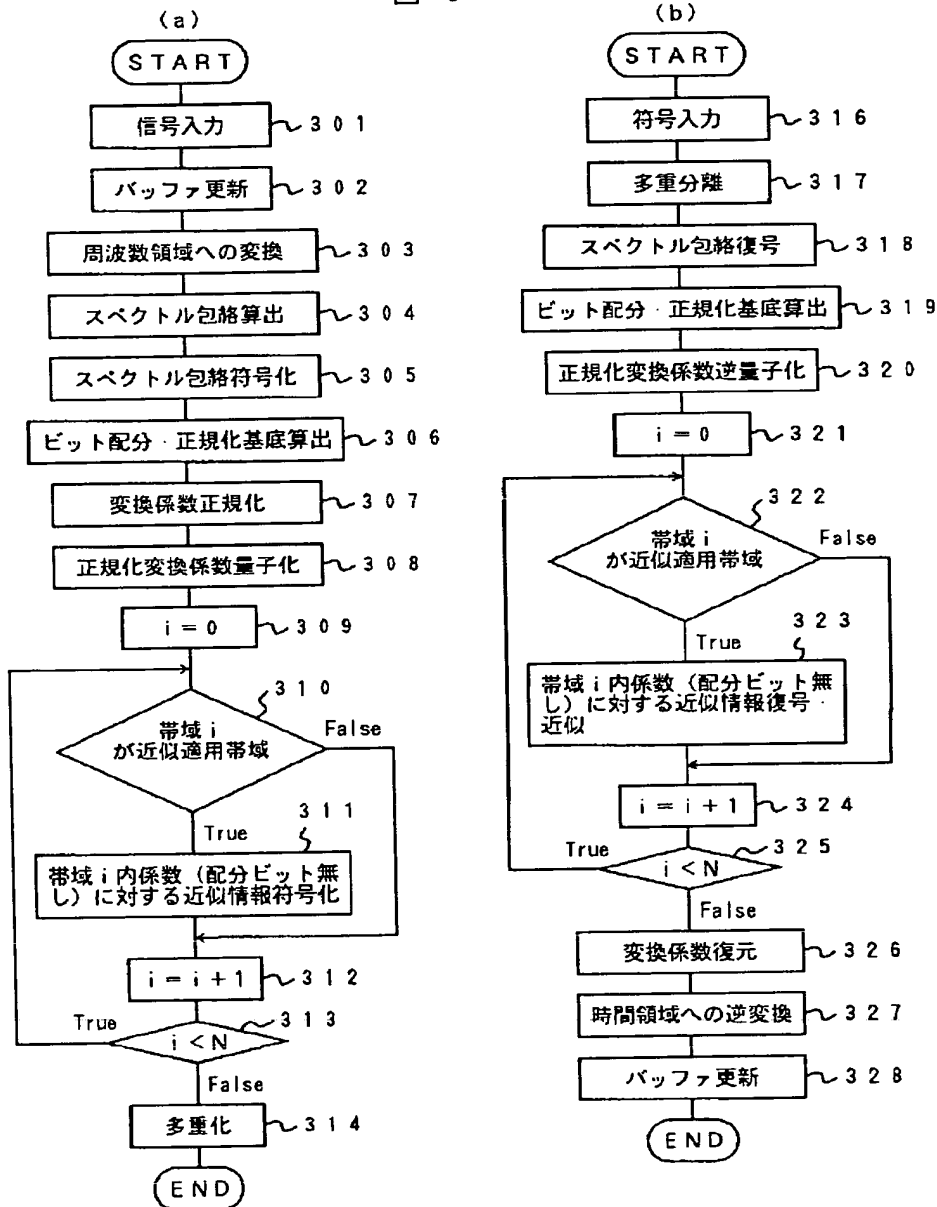 (a)
START
信号入力 301
バッファ更新 302
周波数領域への変換 303
スペクトル包絡算出 304
スペクトル包絡符号化 305
ビット配分・正規化基底算出 306
変換係数正規化 307
正規化変換係数量子化 308
i = 0 309
310
帯域 i
が近似適用帯域
False
True
311
帯域 i 内係数(配分ビット無
し)に対する近似情報符号化
i = i + 1 312
True
313
i < N
False
多重化 314
END
(b)
START
符号入力 316
多重分離 317
スペクトル包絡復号 318
ビット配分・正規化基底算出 319
正規化変換係数逆量子化 320
i = 0 321
322
帯域 i
が近似適用帯域
False
True
323
帯域 i 内係数(配分ビット無
し)に対する近似情報復号・
近似
i = i + 1 324
True
325
i < N
False
変換係数復元 326
時間領域への逆変換 327
バッファ更新 328
END